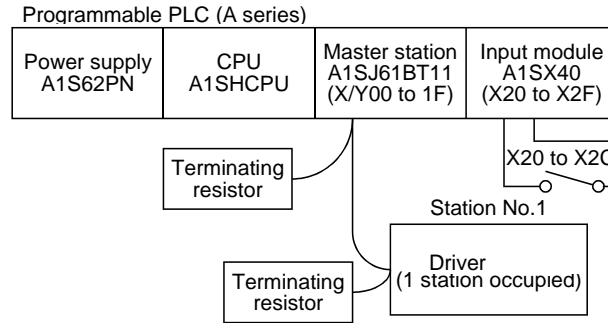 Programmable PLC (A series)
Power supply
A1S62PN
CPU
A1SHCPU
Master station
A1SJ61BT11
(X/Y00 to 1F)
Input module
A1SX40
(X20 to X2F)
X20 to X2
Terminating
resistor
Station No.1
Driver
(1 station occupied)
Terminating
resistor